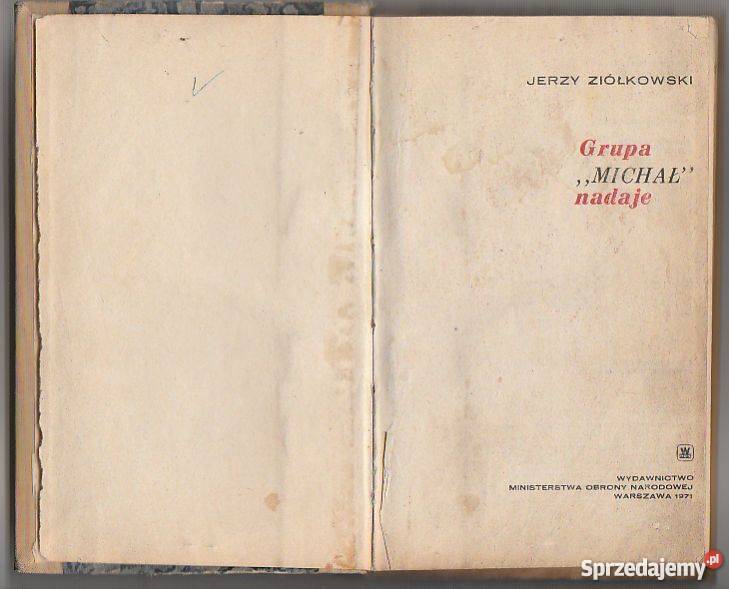 JERZY ZIÓŁKOWSKI
Grupa
,,MICHAŁ”
nadaje
WYDAWNICTWO
MINISTERSTWA OBRONY NARODOWEJ
WARSZAWA 1971
Sprzedajemy.pl